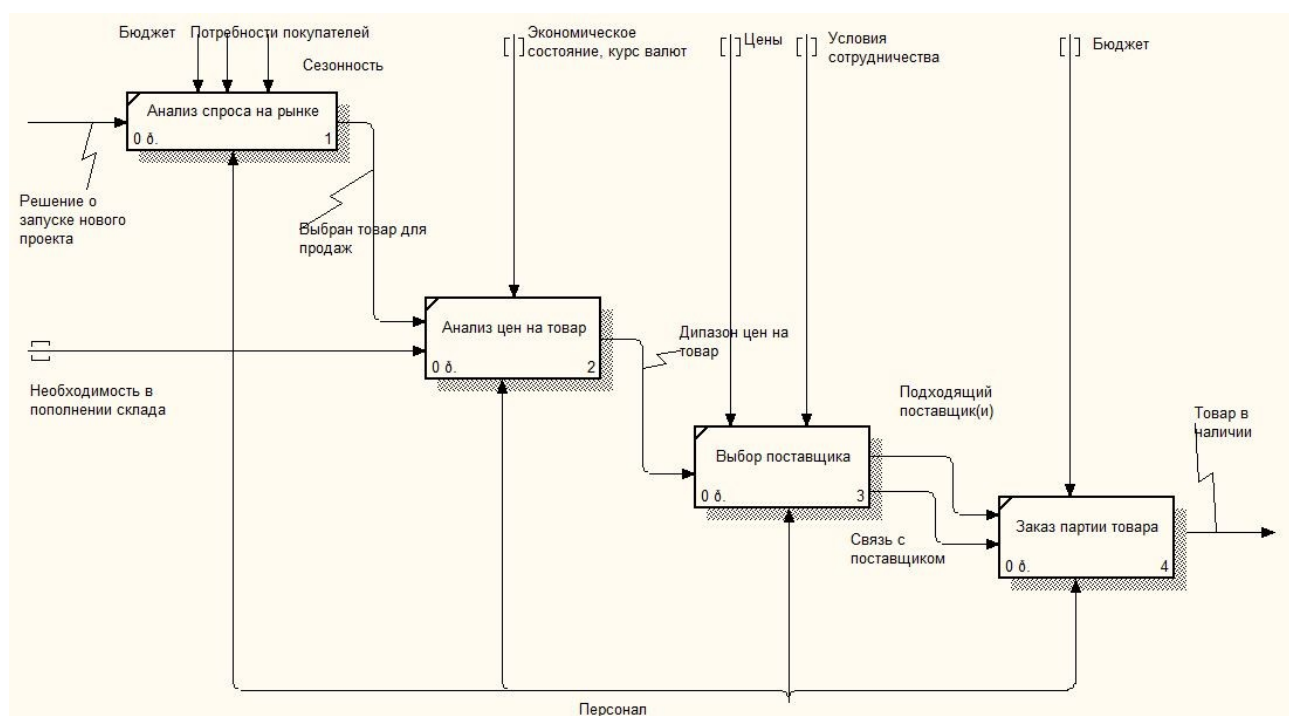 Бюджет
Потребности покупателей
Сезонность
Экономическое
состояние, курс валют
Цены
Условия
сотрудничества
Бюджет
Анализ спроса на рынке
0 ð.
1
Решение о
запуске нового
проекта
Выбран товар для
продаж
Анализ цен на товар
0 ð.
2
Необходимость в
пополнении склада
Дипазон цен на
товар
Выбор поставщика
0 ð.
3
Подходящий
поставщик(и)
Связь с
поставщиком
Заказ партии товара
0 ð.
4
Товар в
наличии
Персонал